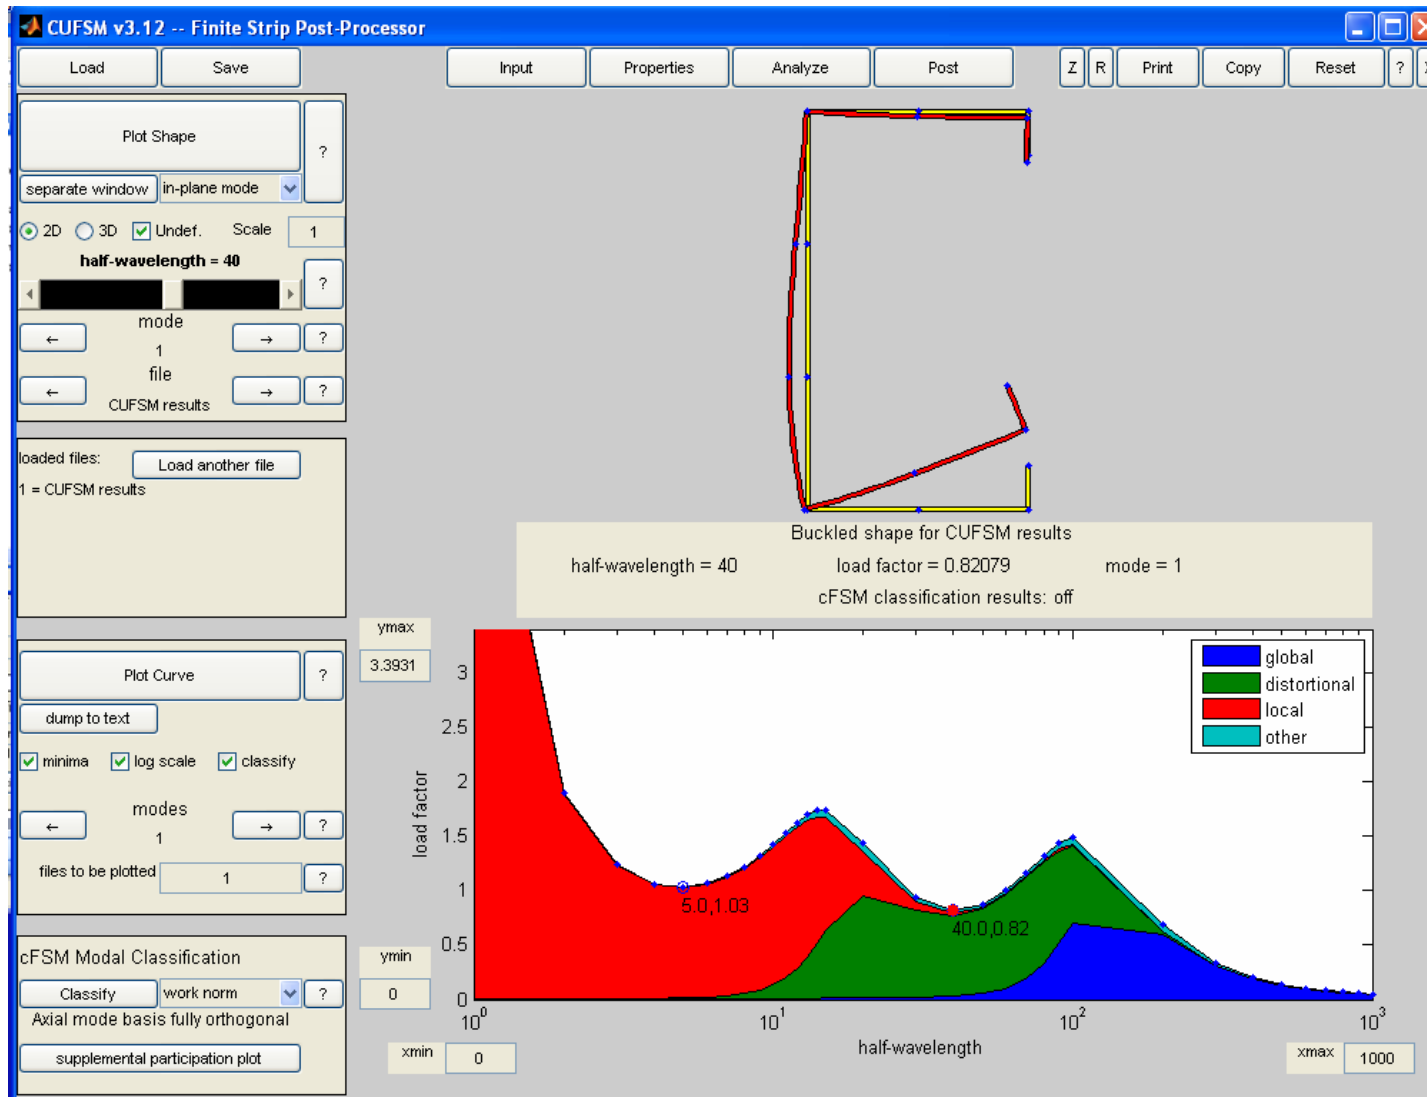 CUFSM v3.12 -- Finite Strip Post-Processor
Load Save Input Properties Analyze Post Z R Print Copy Reset ?
Plot Shape ?
separate window in-plane mode
2D 3D Undef. Scale 1
half-wavelength = 40
?
mode
← 1 → ?
file
← → ?
CUFSM results
loaded files: Load another file
1 = CUFSM results
Plot Curve ?
dump to text
minima log scale classify
modes
← 1 → ?
files to be plotted 1 ?
cFSM Modal Classification
Classify work norm ?
Axial mode basis fully orthogonal
supplemental participation plot
Buckled shape for CUFSM results
half-wavelength = 40 load factor = 0.82079 mode = 1
cFSM classification results: off
ymax
3.3931
ymin
0
load factor
3
2.5
2
1.5
1
0.5
0
global
distortional
local
other
5.0,1.03
40.0,0.82
10^0 10^1 10^2 10^3
half-wavelength
xmin 0
xmax 1000